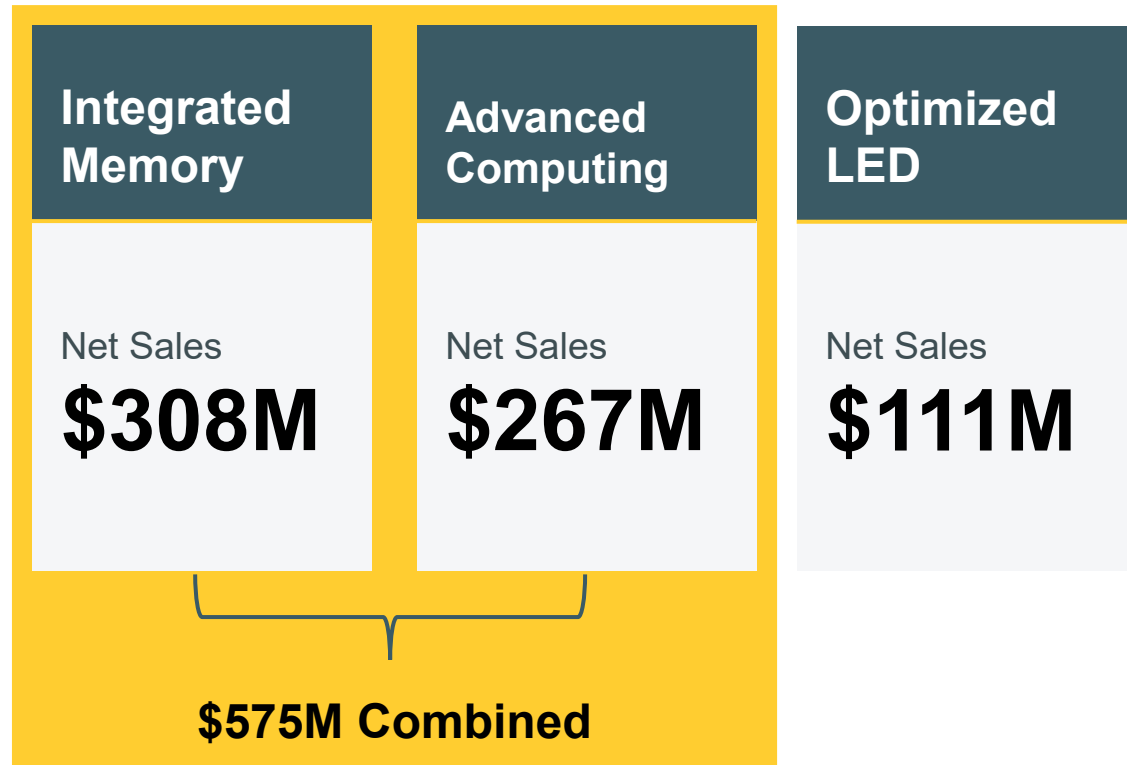 Integrated
Memory
Net Sales
$308M
Advanced
Computing
Net Sales
$267M
Optimized
LED
Net Sales
$111M
$575M Combined